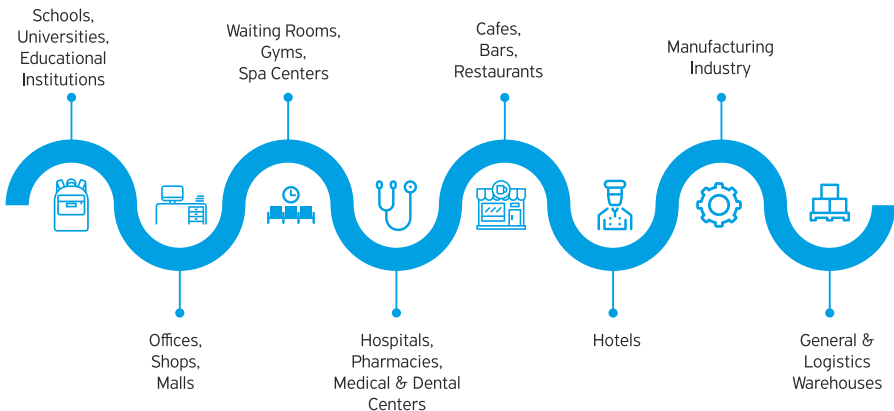 Schools,
Universities,
Educational
Institutions
Waiting Rooms,
Gyms,
Spa Centers
Cafes,
Bars,
Restaurants
Manufacturing
Industry
Offices,
Shops,
Malls
Hospitals,
Pharmacies,
Medical & Dental
Centers
Hotels
General &
Logistics
Warehouses